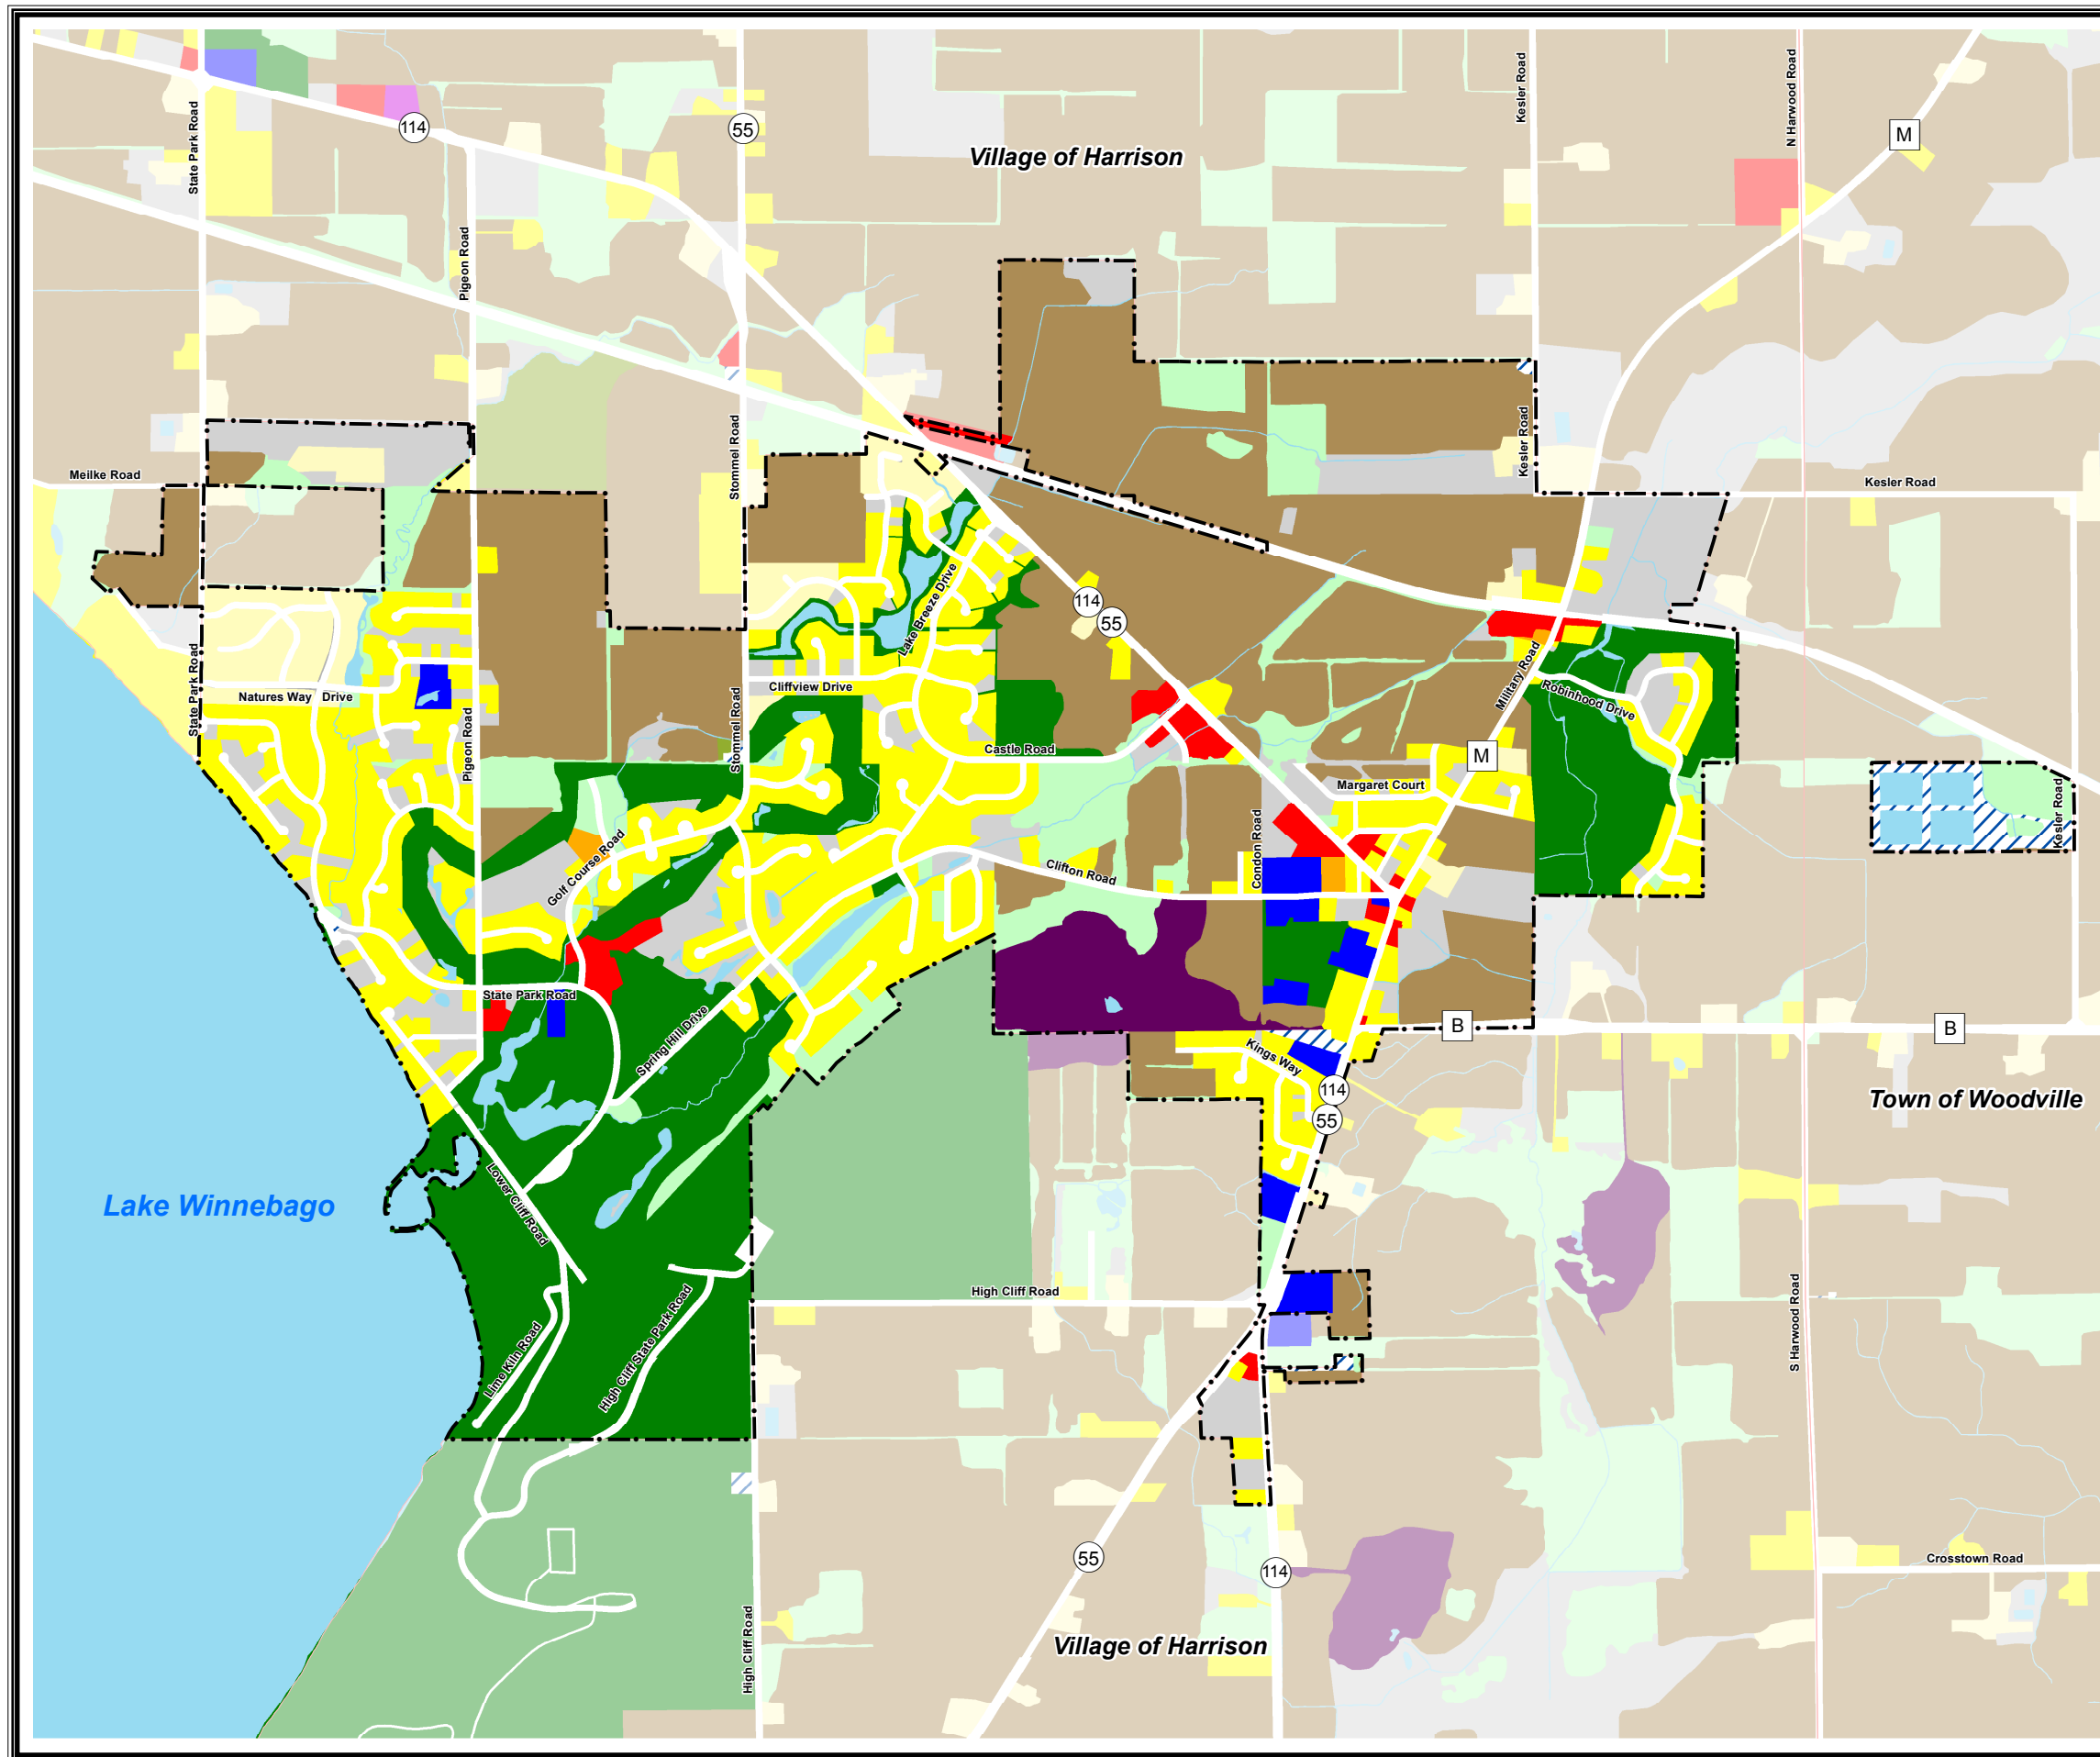 Kesler Road
N Harwood Road
State Park Road
114
55
M
Village of Harrison
Pigeon Road
Stommel Road
Kesler Road
Meilke Road
Kesler Road
Lake Breeze Drive
114
55
State Park Road
Natures Way Drive
Cliffview Drive
Stommel Road
Military Road
Robinhood Drive
Pigeon Road
Castle Road
M
Margaret Court
Kesler Road
Golf Course Road
Condon Road
Clifton Road
State Park Road
Spring Hill Drive
B
B
Kings Way
114
55
Town of Woodville
Lake Winnebago
Lower Cliff Road
High Cliff Road
Lime Kiln Road
High Cliff State Park Road
S Harwood Road
55
114
Crosstown Road
High Cliff Road
Village of Harrison